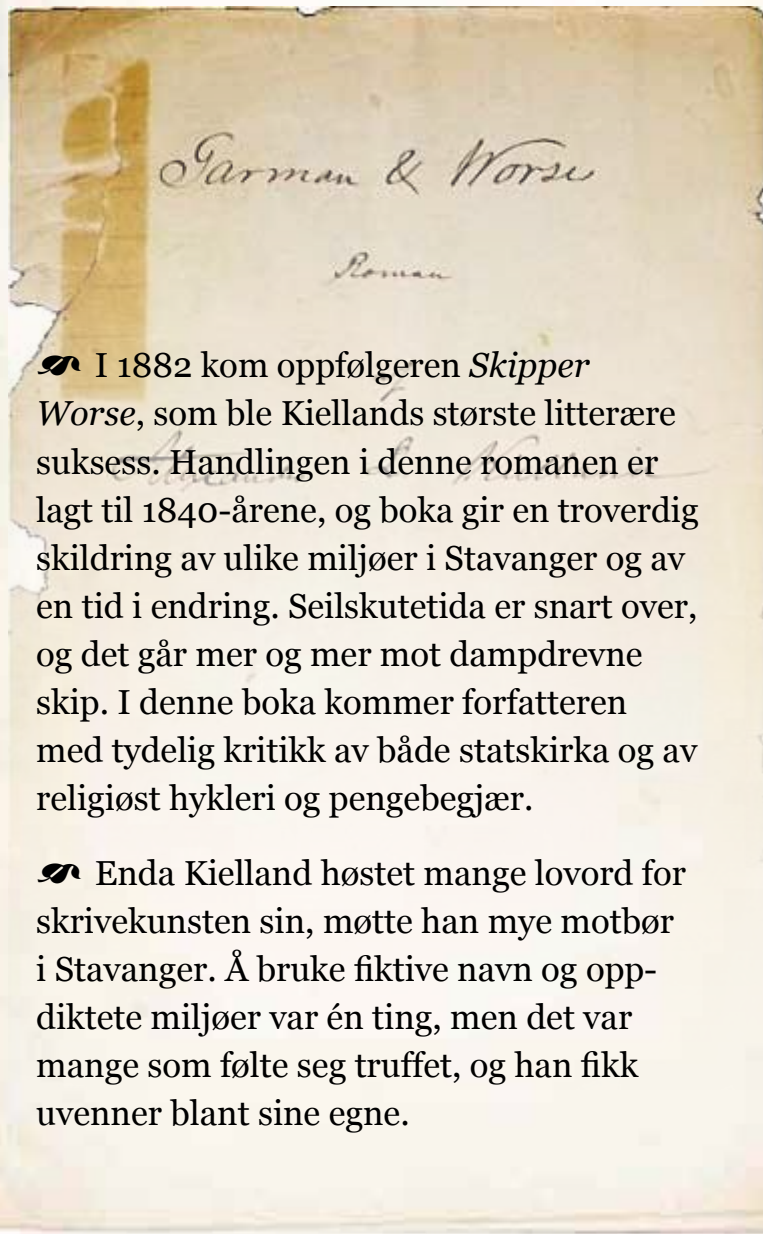 Garman & Worse
Roman
I 1882 kom oppfølgeren Skipper
Worse, som ble Kiellands største litterære
suksess. Handlingen i denne romanen er
lagt til 1840-årene, og boka gir en troverdig
skildring av ulike miljøer i Stavanger og av
en tid i endring. Seilskutetida er snart over,
og det går mer og mer mot dampdrevne
skip. I denne boka kommer forfatteren
med tydelig kritikk av både statskirka og av
religiøst hykleri og pengebegjær.
Enda Kielland høstet mange lovord for
skrivekunsten sin, møtte han mye motbør
i Stavanger. Å bruke fiktive navn og opp-
diktete miljøer var én ting, men det var
mange som følte seg truffet, og han fikk
uvenner blant sine egne.